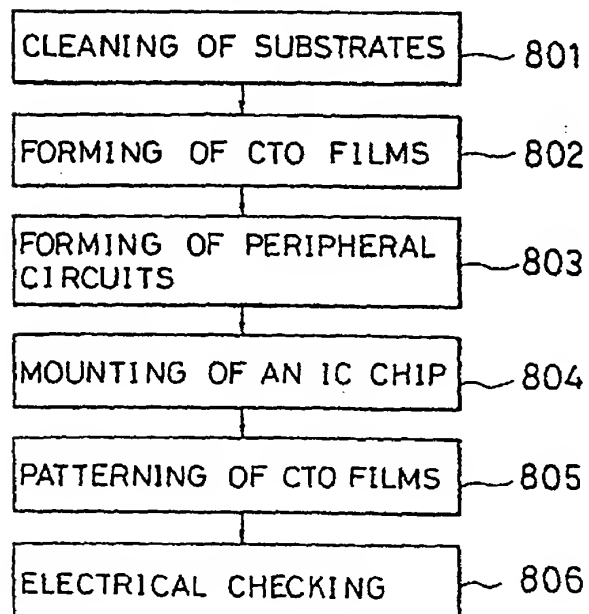 CLEANING OF SUBSTRATES 801
FORMING OF CTO FILMS 802
FORMING OF PERIPHERAL
CIRCUITS 803
MOUNTING OF AN IC CHIP 804
PATTERNING OF CTO FILMS 805
ELECTRICAL CHECKING 806